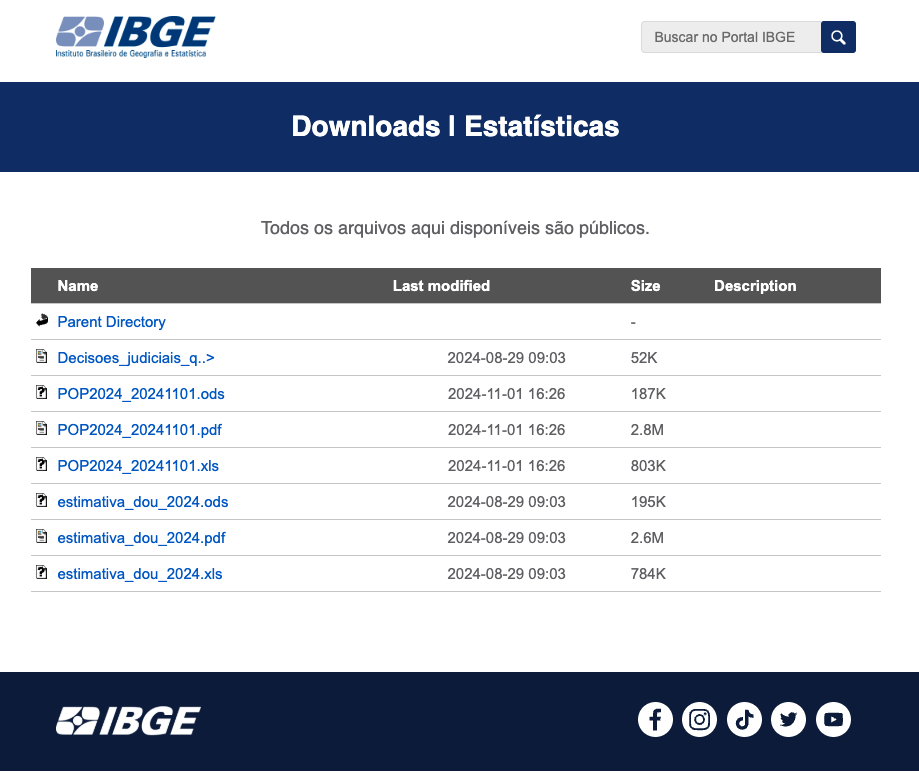 IBGE
Instituto Brasileiro de Geografia e Estatística
Buscar no Portal IBGE
Downloads | Estatísticas
Todos os arquivos aqui disponíveis são públicos.
Name Last modified Size Description
Parent Directory -
Decisoes_judiciais_q..> 2024-08-29 09:03 52K
POP2024_20241101.ods 2024-11-01 16:26 187K
POP2024_20241101.pdf 2024-11-01 16:26 2.8M
POP2024_20241101.xls 2024-11-01 16:26 803K
estimativa_dou_2024.ods 2024-08-29 09:03 195K
estimativa_dou_2024.pdf 2024-08-29 09:03 2.6M
estimativa_dou_2024.xls 2024-08-29 09:03 784K
IBGE